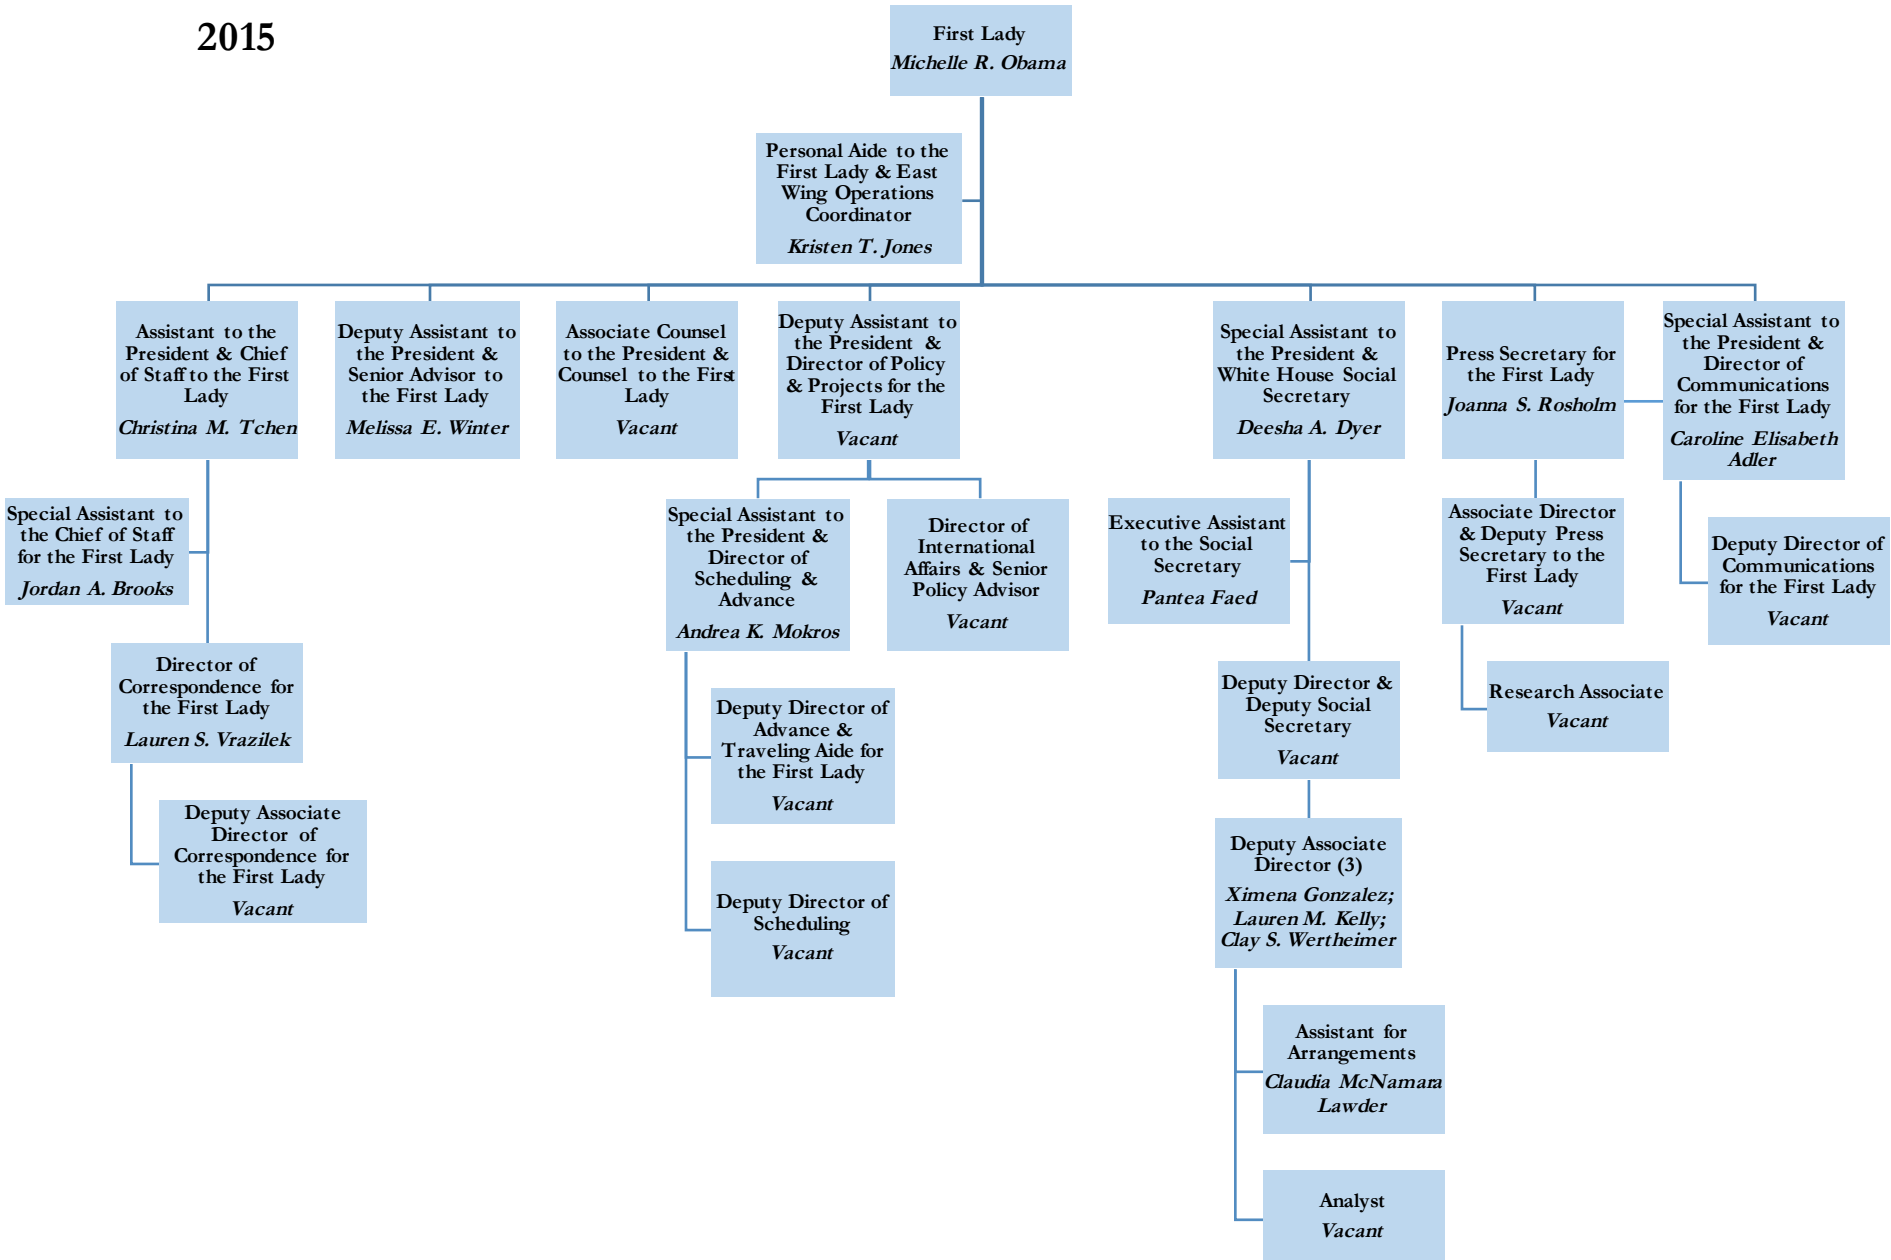 2015
First Lady
Michelle R. Obama
Personal Aide to the
First Lady & East
Wing Operations
Coordinator
Kristen T. Jones
Assistant to the
President & Chief
of Staff to the First
Lady
Christina M. Tchen
Deputy Assistant to
the President &
Senior Advisor to
the First Lady
Melissa E. Winter
Associate Counsel
to the President &
Counsel to the First
Lady
Vacant
Deputy Assistant to
the President &
Director of Policy
& Projects for the
First Lady
Vacant
Special Assistant to
the President &
White House Social
Secretary
Deesha A. Dyer
Press Secretary for
the First Lady
Joanna S. Rosholm
Special Assistant to
the President &
Director of
Communications
for the First Lady
Caroline Elisabeth
Adler
Special Assistant to
the Chief of Staff
for the First Lady
Jordan A. Brooks
Special Assistant to
the President &
Director of
Scheduling &
Advance
Andrea K. Mokros
Director of
International
Affairs & Senior
Policy Advisor
Vacant
Executive Assistant
to the Social
Secretary
Pantea Faed
Associate Director
& Deputy Press
Secretary to the
First Lady
Vacant
Deputy Director of
Communications
for the First Lady
Vacant
Director of
Correspondence for
the First Lady
Lauren S. Vrazilek
Deputy Director of
Advance &
Traveling Aide for
the First Lady
Vacant
Deputy Director &
Deputy Social
Secretary
Vacant
Research Associate
Vacant
Deputy Associate
Director of
Correspondence for
the First Lady
Vacant
Deputy Director of
Scheduling
Vacant
Deputy Associate
Director (3)
Ximena Gonzalez;
Lauren M. Kelly;
Clay S. Wertheimer
Assistant for
Arrangements
Claudia McNamara
Lawder
Analyst
Vacant